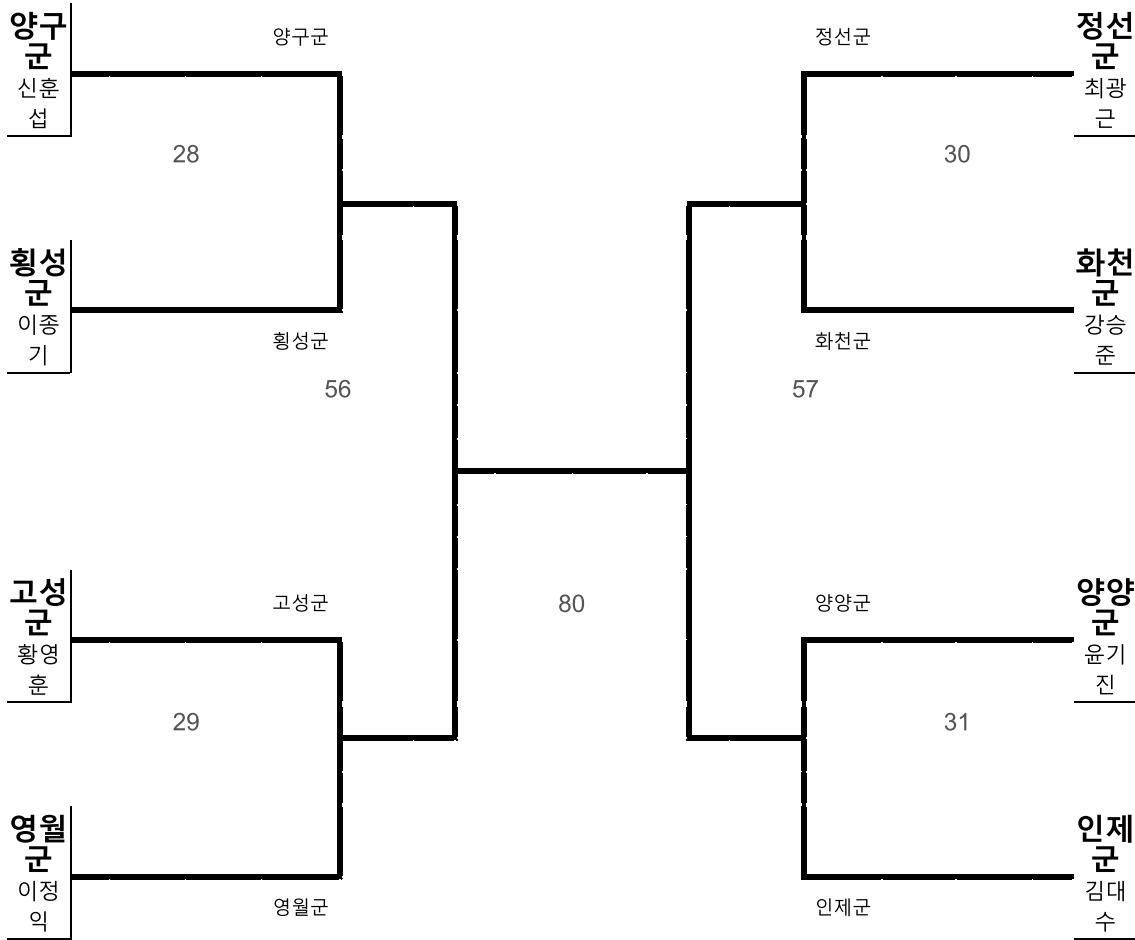 양구
군
신훈
섭
양구군
28
횡성
군
이종
기
횡성군
56
고성
군
황영
훈
고성군
29
영월
군
이정
익
영월군
80
정선군
정선
군
최광
근
30
화천
군
강승
준
화천군
57
양양군
양양
군
윤기
진
31
인제
군
김대
수
인제군